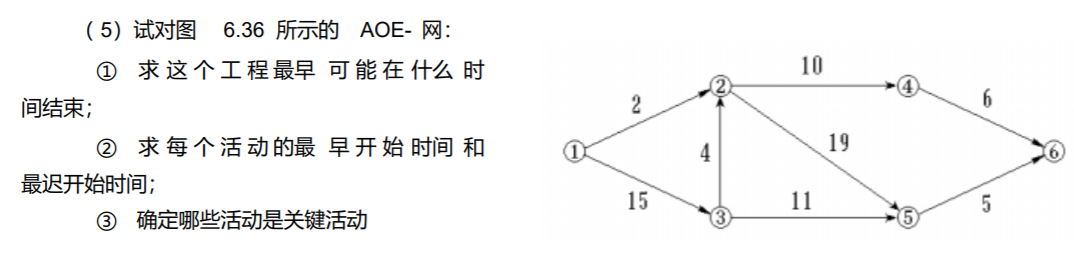 （5）试对图 6.36 所示的 AOE- 网：
① 求这个工程最早可能在什么时
间结束；
② 求每个活动的最早开始时间和
最迟开始时间；
③ 确定哪些活动是关键活动
10
② ④
2 6
19
① 4 ⑥
15 11 5
③ ⑤